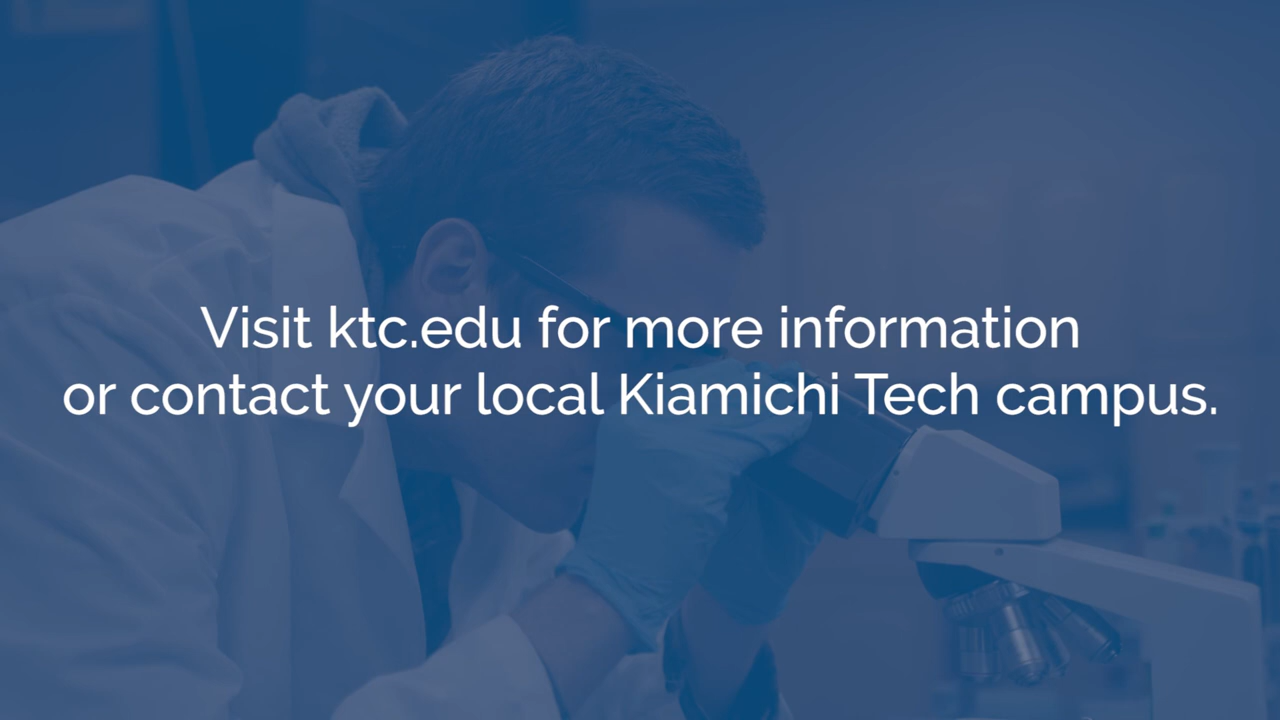 Visit ktc.edu for more information
or contact your local Kiamichi Tech campus.